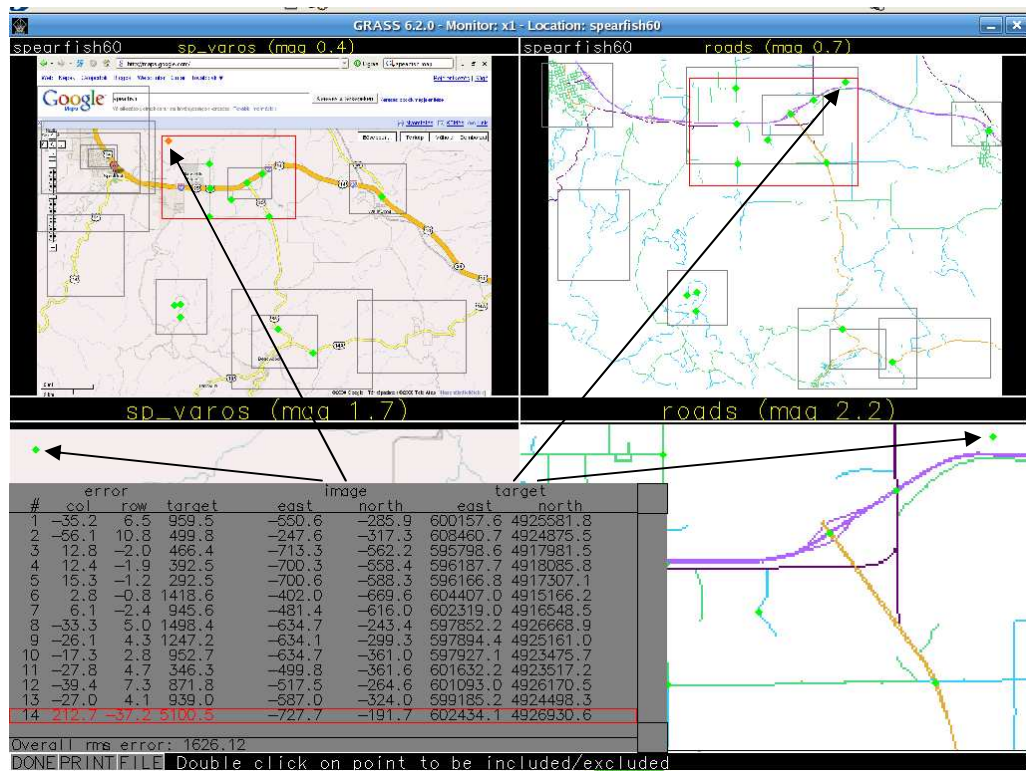 GRASS 6.2.0 - Monitor: x1 - Location: spearfish60
spearfish60 sp_varos (mag 0.4)
spearfish60 roads (mag 0.7)
http://maps.google.com/
Google
sp_varos (mag 1.7)
roads (mag 2.2)
error image target
# col row target east north east north
1 -35.2 6.5 959.5 -550.6 -285.9 600157.6 4925581.8
2 -56.1 10.8 499.8 -247.6 -317.3 608460.7 4924875.5
3 12.8 -2.0 466.4 -713.3 -562.2 595798.6 4917981.5
4 12.4 -1.9 392.5 -700.3 -558.4 596187.7 4918085.8
5 15.3 -1.2 292.5 -700.6 -588.3 596166.8 4917307.1
6 2.8 -0.8 1418.6 -402.0 -669.6 604407.0 4915166.2
7 6.1 -2.4 945.6 -481.4 -616.0 602319.0 4916548.5
8 -33.3 5.0 1498.4 -634.7 -243.4 597852.2 4926668.9
9 -26.1 4.3 1247.2 -634.1 -299.3 597894.4 4925161.0
10 -17.3 2.8 952.7 -634.7 -361.0 597927.1 4923475.7
11 -27.8 4.7 346.3 -499.8 -361.6 601632.2 4923517.2
12 -39.4 7.3 871.8 -517.5 -264.6 601093.0 4926170.5
13 -27.0 4.1 939.0 -587.0 -324.0 599185.2 4924498.3
14 212.7 -37.2 5100.5 -727.7 -191.7 602434.1 4926930.6
Overall rms error: 1626.12
DONE PRINT FILE Double click on point to be included/excluded